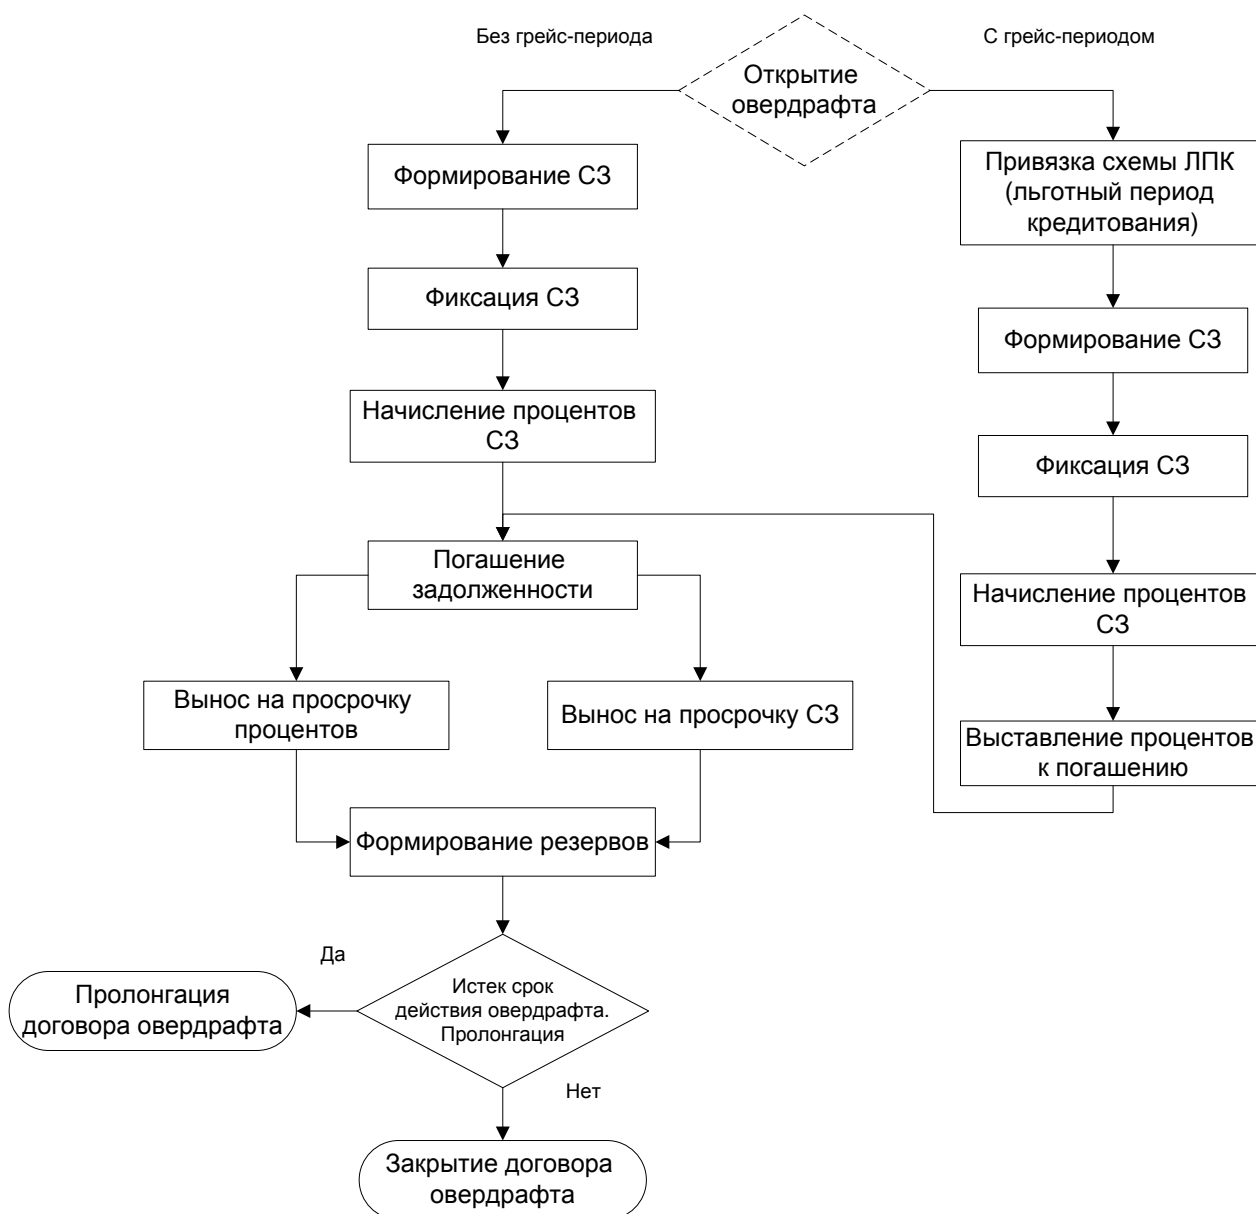 Без грейс-периода
С грейс-периодом
Открытие
овердрафта
Формирование СЗ
Фиксация СЗ
Начисление процентов
СЗ
Привязка схемы ЛПК
(льготный период
кредитования)
Формирование СЗ
Фиксация СЗ
Начисление процентов
СЗ
Выставление процентов
к погашению
Погашение
задолженности
Вынос на просрочку
процентов
Вынос на просрочку СЗ
Формирование резервов
Да
Истек срок
действия овердрафта.
Пролонгация
Пролонгация
договора овердрафта
Нет
Закрытие договора
овердрафта